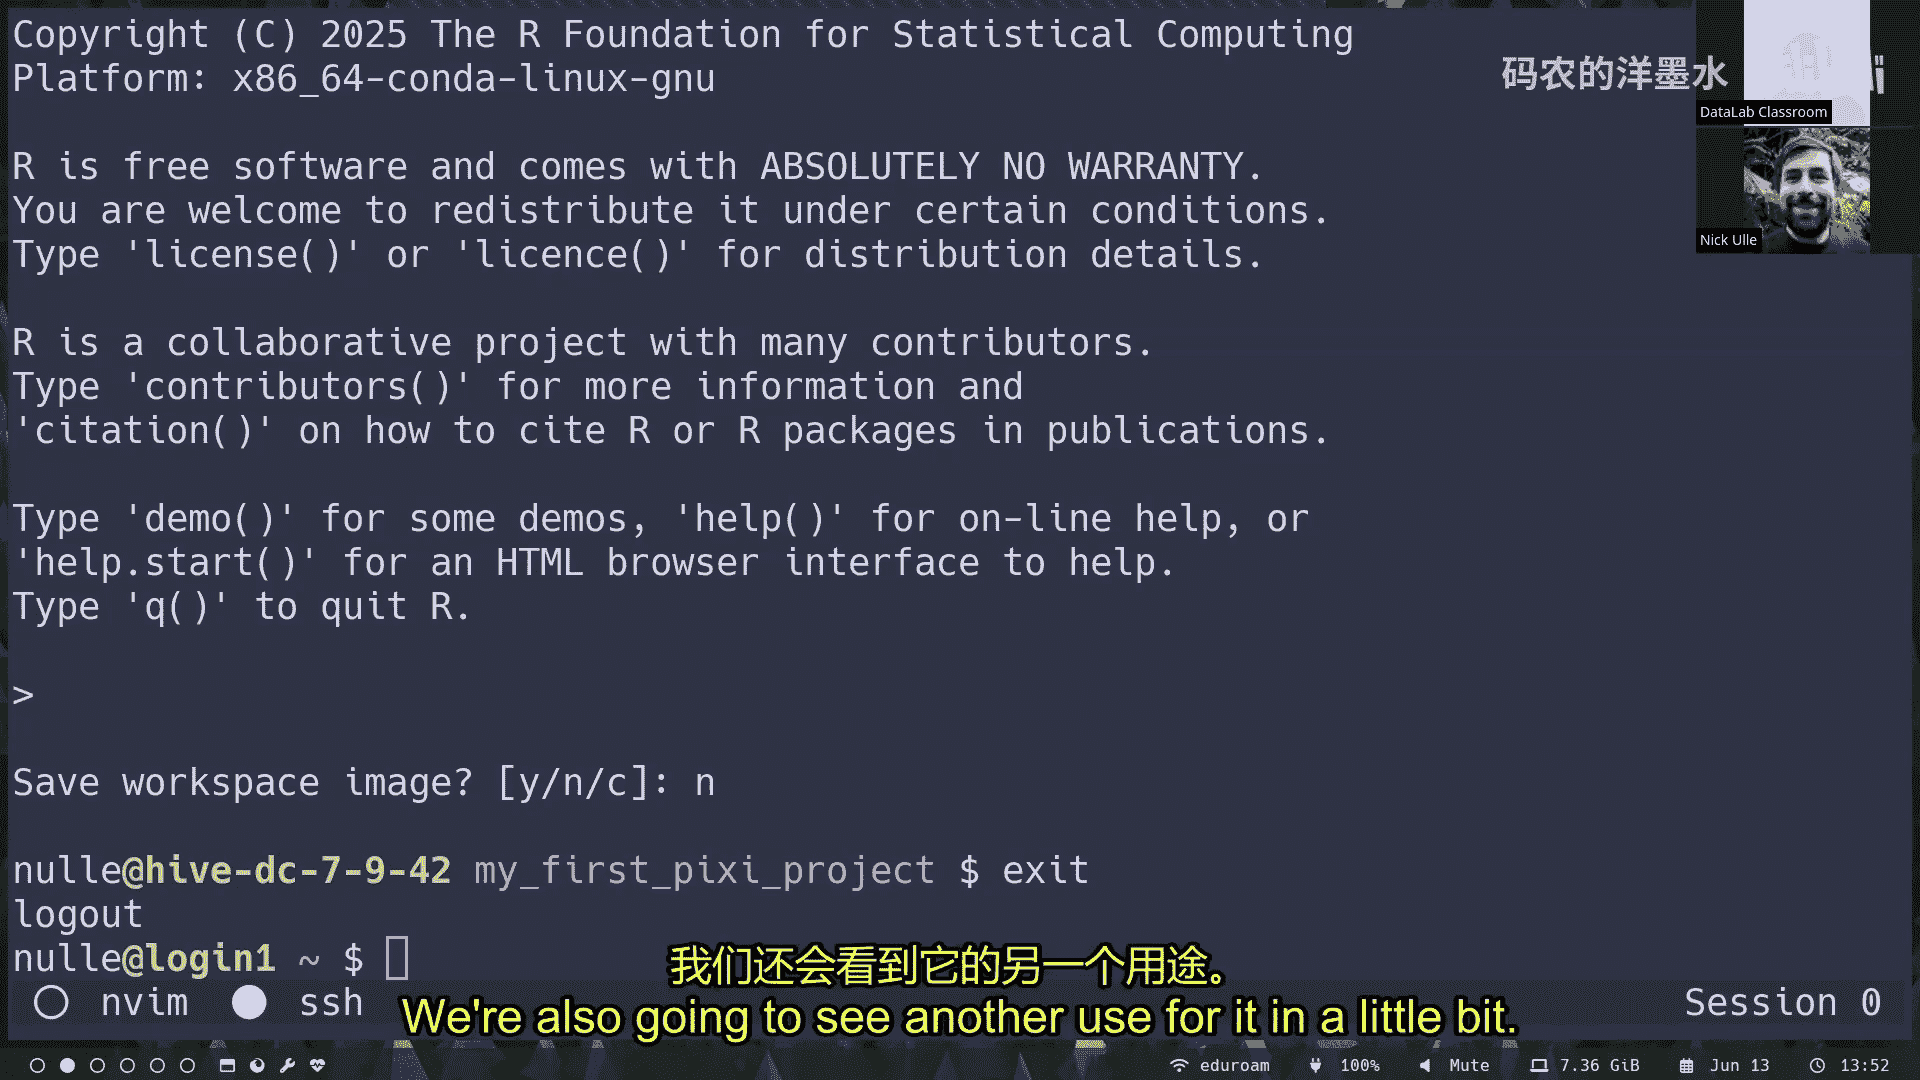 Copyright (C) 2025 The R Foundation for Statistical Computing
Platform: x86_64-conda-linux-gnu
码农的洋墨水
DataLab Classroom
Nick Ulle
R is free software and comes with ABSOLUTELY NO WARRANTY.
You are welcome to redistribute it under certain conditions.
Type 'license()' or 'licence()' for distribution details.
R is a collaborative project with many contributors.
Type 'contributors()' for more information and
'citation()' on how to cite R or R packages in publications.
Type 'demo()' for some demos, 'help()' for on-line help, or
'help.start()' for an HTML browser interface to help.
Type 'q()' to quit R.
>
Save workspace image? [y/n/c]: n
nulle@hive-dc-7-9-42 my_first_pixi_project $ exit
logout
nulle@login1 ~ $
我们还会看到它的另一个用途。
We're also going to see another use for it in a little bit.
nvim ssh Session 0
eduroam 100% Mute 7.36 GiB Jun 13 13:52